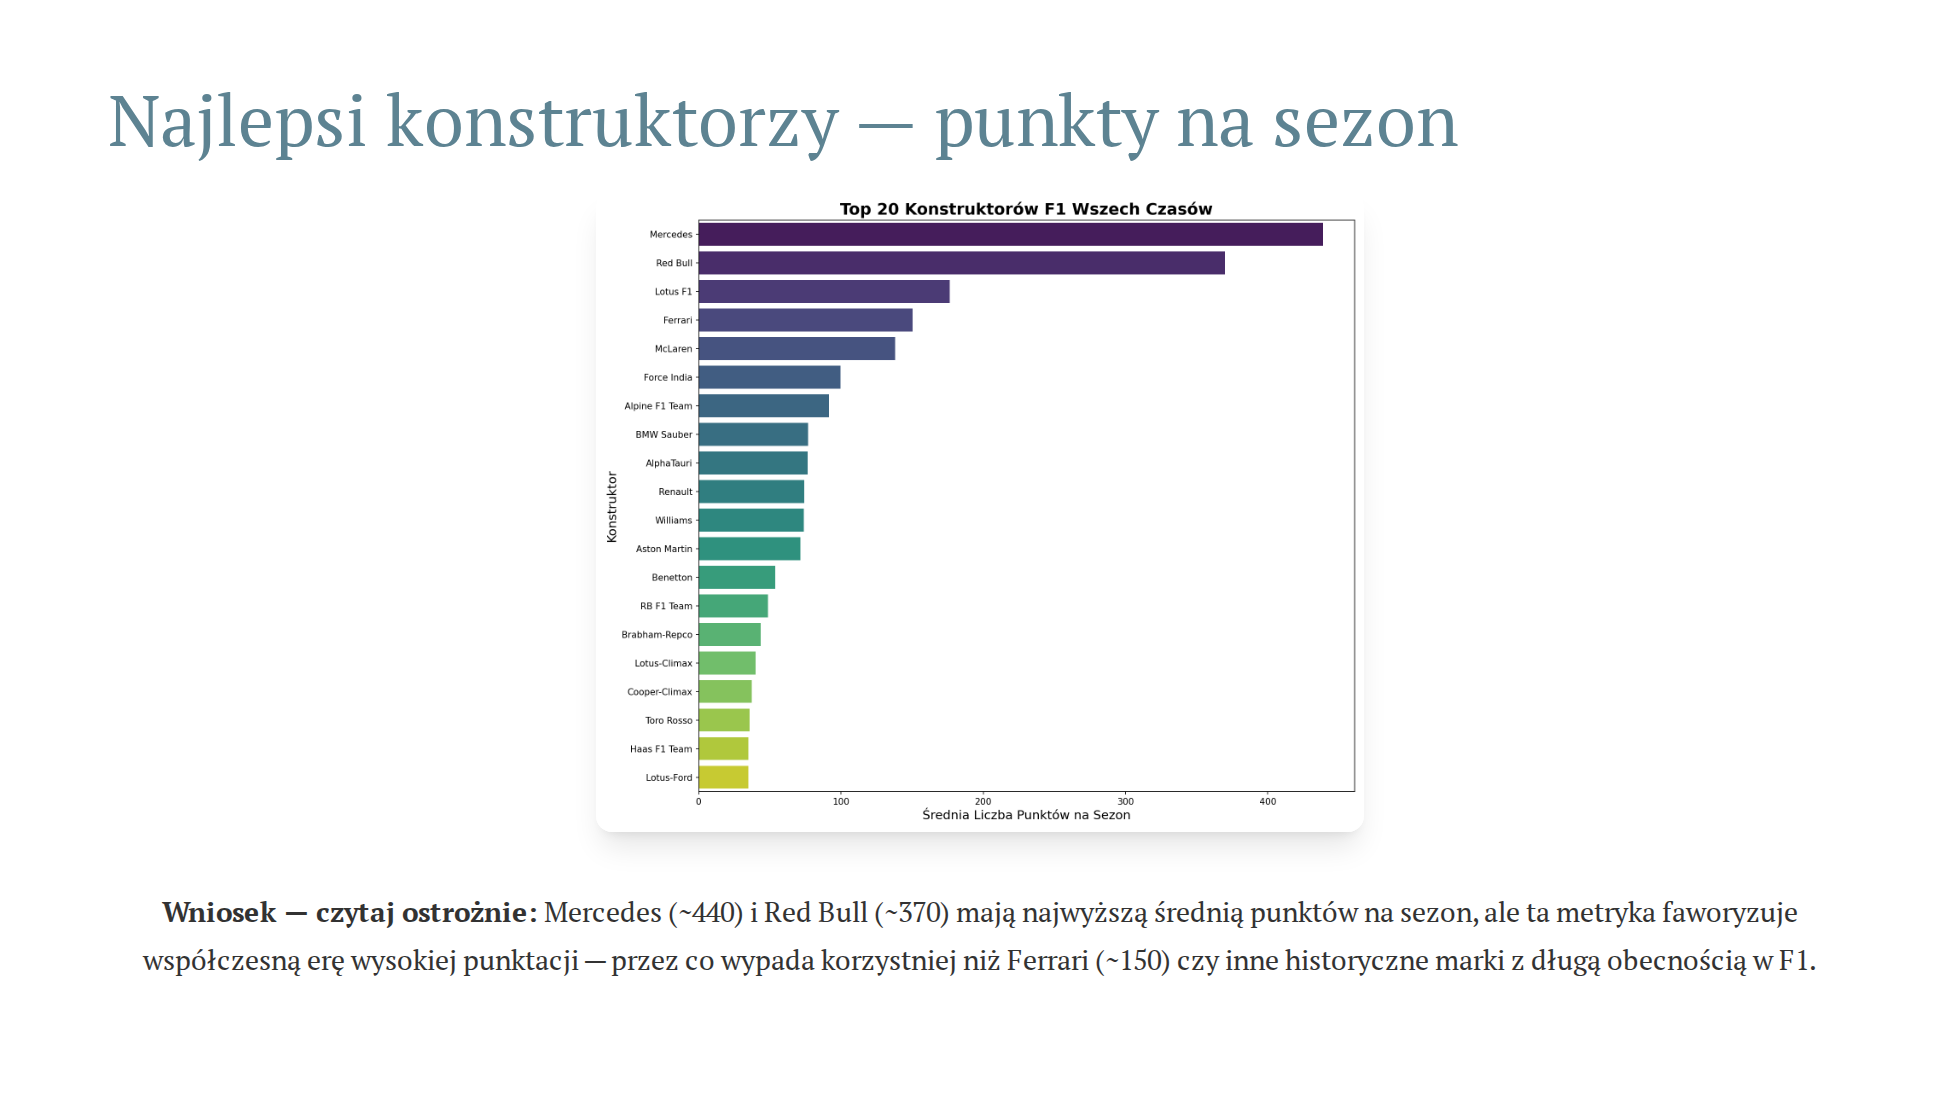 Najlepsi konstruktorzy — punkty na sezon
Top 20 Konstruktorów F1 Wszech Czasów
Konstruktor
Mercedes
Red Bull
Lotus F1
Ferrari
McLaren
Force India
Alpine F1 Team
BMW Sauber
AlphaTauri
Renault
Williams
Aston Martin
Benetton
RB F1 Team
Brabham-Repco
Lotus-Climax
Cooper-Climax
Toro Rosso
Haas F1 Team
Lotus-Ford
0 100 200 300 400
Średnia Liczba Punktów na Sezon
Wniosek — czytaj ostrożnie: Mercedes (~440) i Red Bull (~370) mają najwyższą średnią punktów na sezon, ale ta metryka faworyzuje
współczesną erę wysokiej punktacji — przez co wypada korzystniej niż Ferrari (~150) czy inne historyczne marki z długą obecnością w F1.